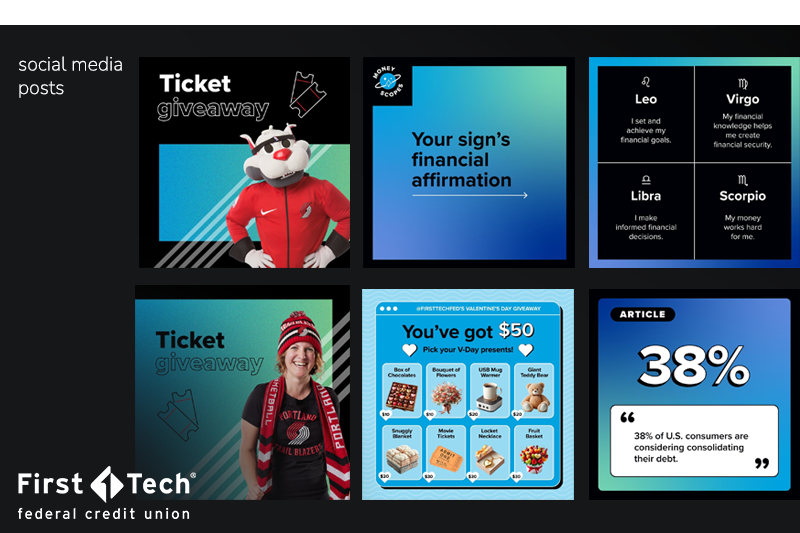 social media
posts
Ticket
giveaway
MONEY
SCOPES
Your sign's
financial
affirmation
Leo
I set and
achieve my
financial goals.
Virgo
My financial
knowledge helps
me create
financial security.
Libra
I make
informed financial
decisions.
Scorpio
My money
works hard
for me.
Ticket
giveaway
KETBALL
PORTLAND
PORTLAND
TRAIL BLAZERS
@FIRSTTECHFED'S VALENTINE'S DAY GIVEAWAY
You've got $50
Pick your V-Day presents!
Box of
Chocolates
$10
Bouquet of
Flowers
$10
USB Mug
Warmer
$20
Giant
Teddy Bear
$20
Snuggly
Blanket
$20
Movie
Tickets
ADMIT
ONE
$30
Locket
Necklace
$30
Fruit
Basket
$30
ARTICLE
38%
“
38% of U.S. consumers are
considering consolidating
their debt.
”
First Tech®
federal credit union